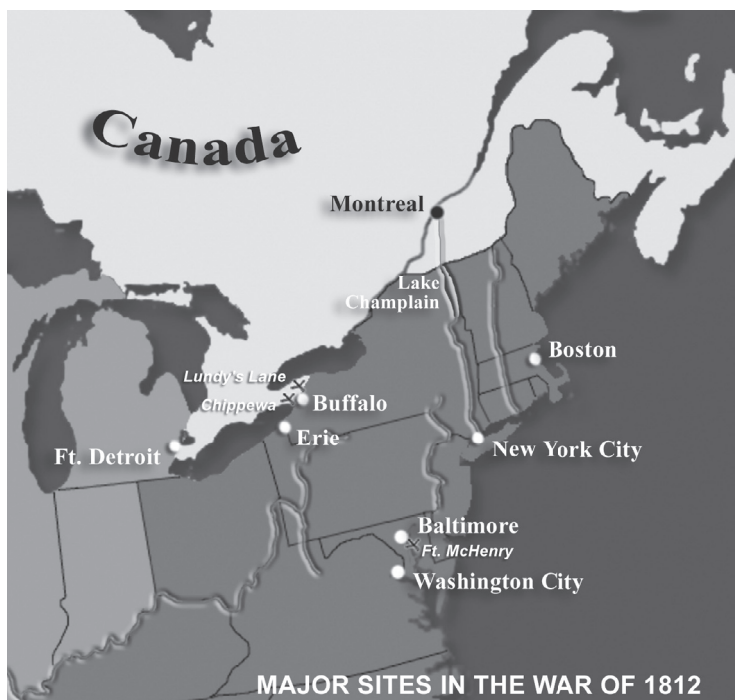 Canada
Montreal
Lake
Champlain
Boston
Lundy's Lane
Chippewa
Buffalo
Erie
Ft. Detroit
New York City
Baltimore
Ft. McHenry
Washington City
MAJOR SITES IN THE WAR OF 1812